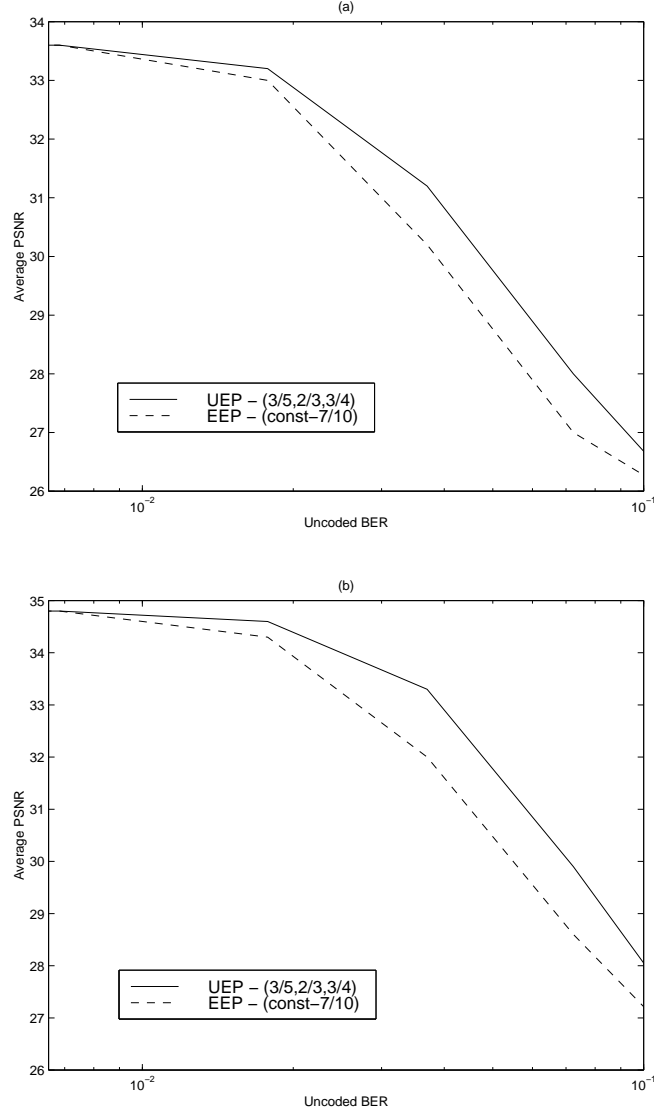 (a)
34
33
32
31
30
29
28
27
26
Average PSNR
UEP − (3/5,2/3,3/4)
EEP − (const−7/10)
10−2
10−1
Uncoded BER
(b)
35
34
33
32
31
30
29
28
27
26
Average PSNR
UEP − (3/5,2/3,3/4)
EEP − (const−7/10)
10−2
10−1
Uncoded BER